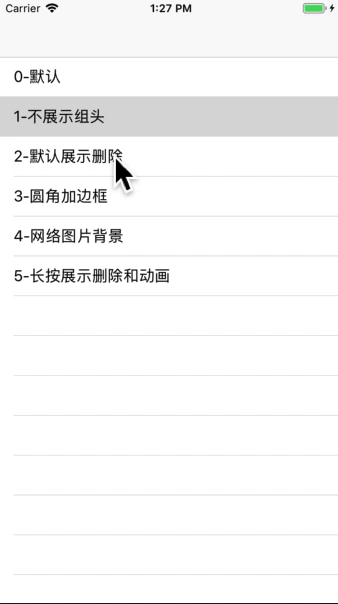 Carrier 1:27 PM
0-默认
1-不展示组头
2-默认展示删除
3-圆角加边框
4-网络图片背景
5-长按展示删除和动画